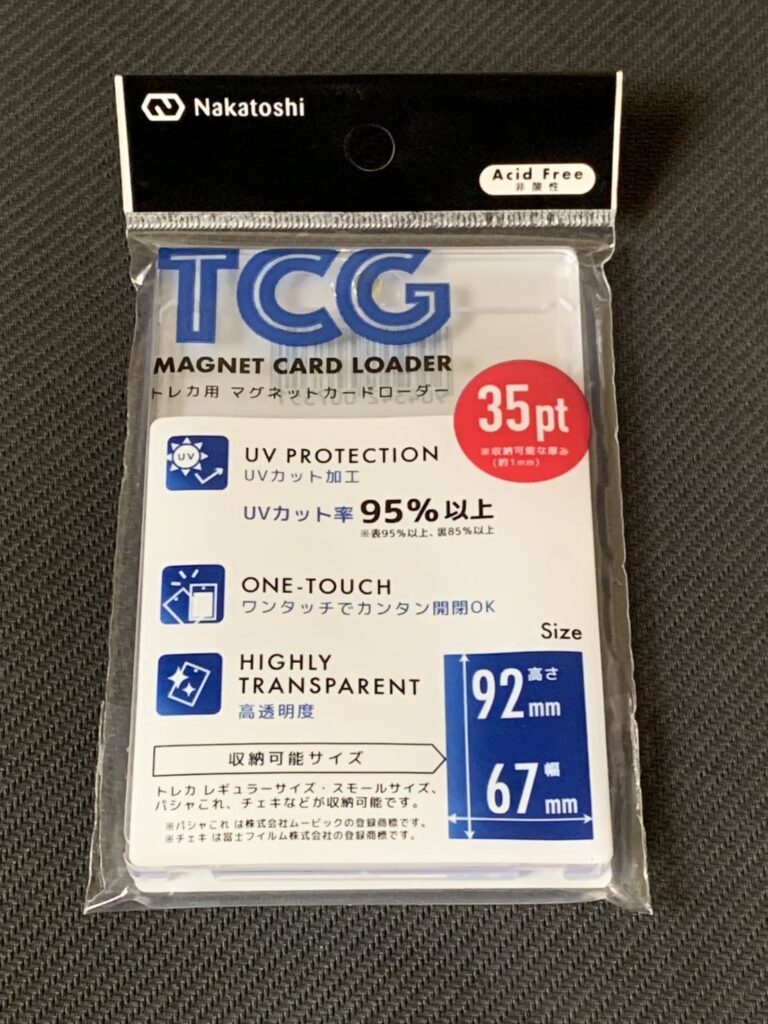 Nakatoshi
Acid Free
非酸性
TCG
MAGNET CARD LOADER
トレカ用 マグネットカードローダー
35pt
※収納可能な厚み
(約1mm)
UV
UV PROTECTION
UVカット加工
UVカット率 95%以上
※表95%以上、裏85%以上
ONE-TOUCH
ワンタッチでカンタン開閉OK
Size
HIGHLY
TRANSPARENT
高透明度
高さ
92mm
幅
67mm
収納可能サイズ
トレカ レギュラーサイズ・スモールサイズ、
パシャこれ、チェキなどが収納可能です。
※パシャこれ は株式会社ムービックの登録商標です。
※チェキ は富士フイルム株式会社の登録商標です。